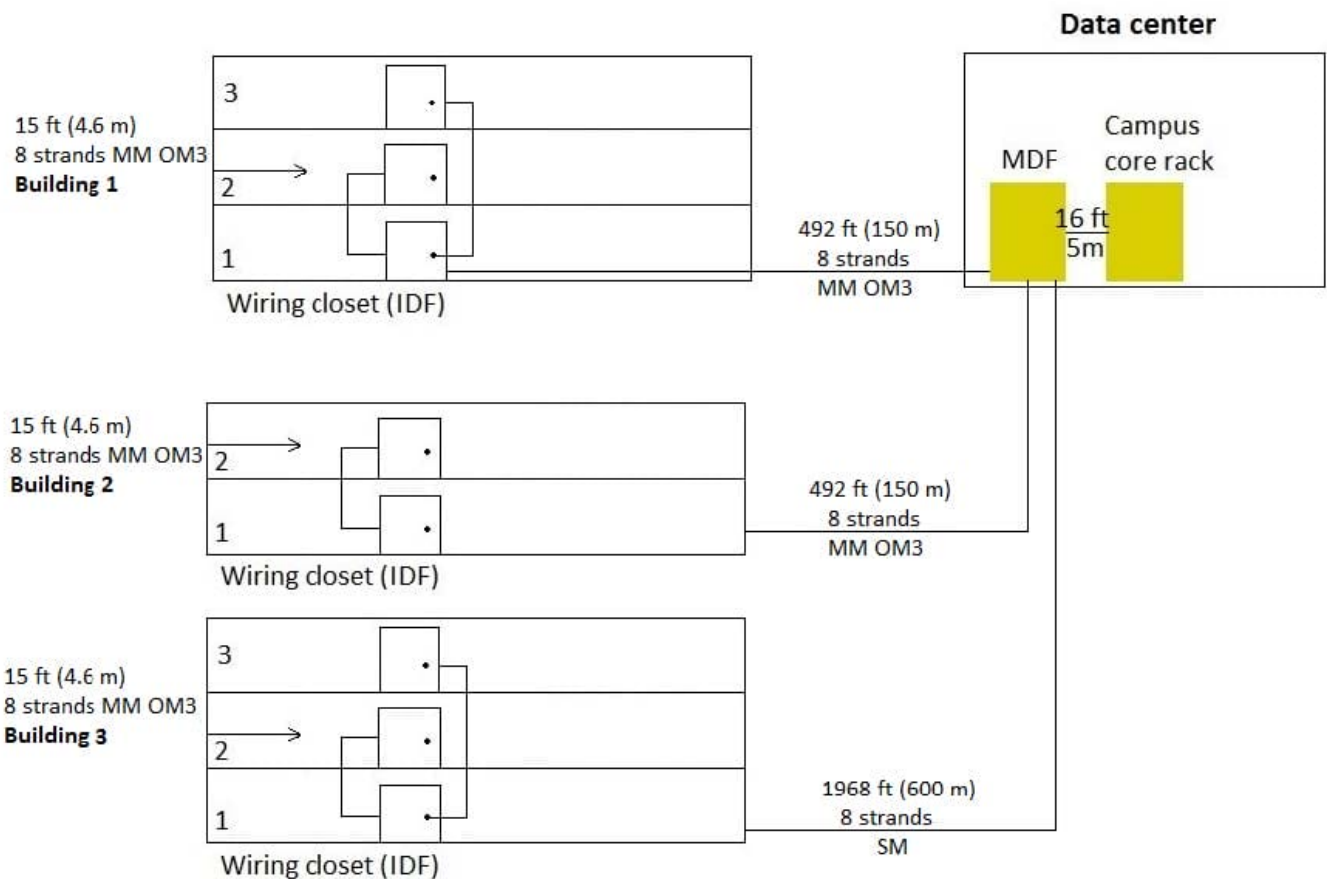 Data center
MDF
Campus
core rack
16 ft
5m
15 ft (4.6 m)
8 strands MM OM3
Building 1
3
2
1
Wiring closet (IDF)
492 ft (150 m)
8 strands
MM OM3
15 ft (4.6 m)
8 strands MM OM3
Building 2
2
1
Wiring closet (IDF)
492 ft (150 m)
8 strands
MM OM3
15 ft (4.6 m)
8 strands MM OM3
Building 3
3
2
1
Wiring closet (IDF)
1968 ft (600 m)
8 strands
SM